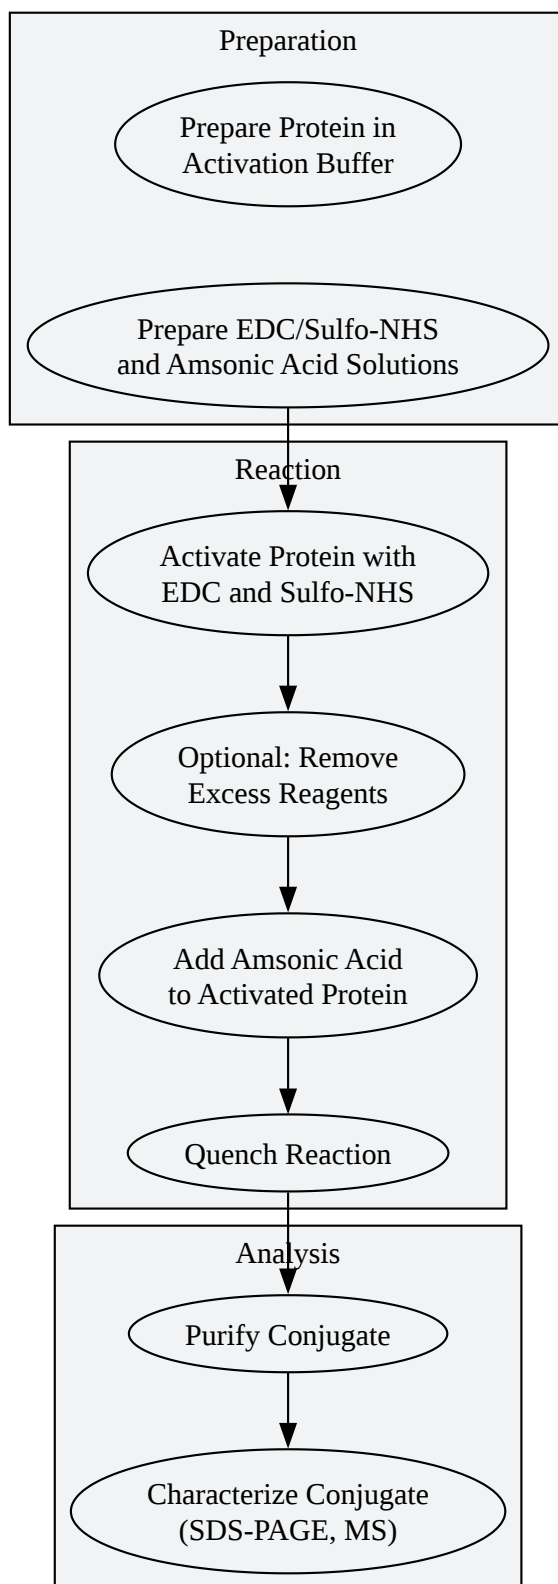 Preparation
Prepare Protein in
Activation Buffer
Prepare EDC/Sulfo-NHS
and Amsonic Acid Solutions
Reaction
Activate Protein with
EDC and Sulfo-NHS
Optional: Remove
Excess Reagents
Add Amsonic Acid
to Activated Protein
Quench Reaction
Analysis
Purify Conjugate
Characterize Conjugate
(SDS-PAGE, MS)